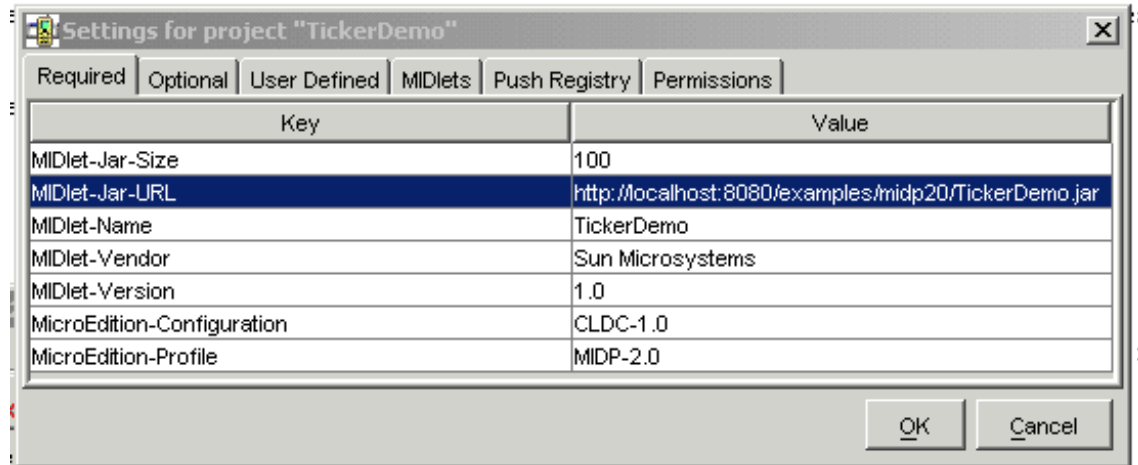 Settings for project "TickerDemo"
Required Optional User Defined MIDlets Push Registry Permissions
Key Value
MIDlet-Jar-Size 100
MIDlet-Jar-URL http://localhost:8080/examples/midp20/TickerDemo.jar
MIDlet-Name TickerDemo
MIDlet-Vendor Sun Microsystems
MIDlet-Version 1.0
MicroEdition-Configuration CLDC-1.0
MicroEdition-Profile MIDP-2.0
OK Cancel